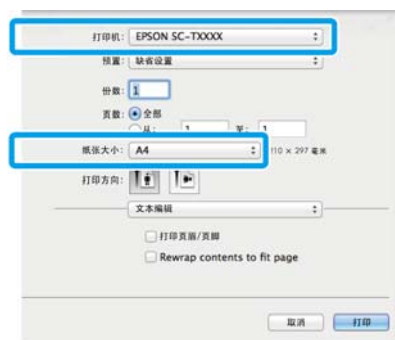 打印机: EPSON SC-TXXXX
预置: 缺省设置
份数: 1
页数: 全部
从: 1 至: 1
纸张大小: A4 210 × 297 毫米
打印方向:
文本编辑
打印页眉/页脚
Rewrap contents to fit page
取消 打印